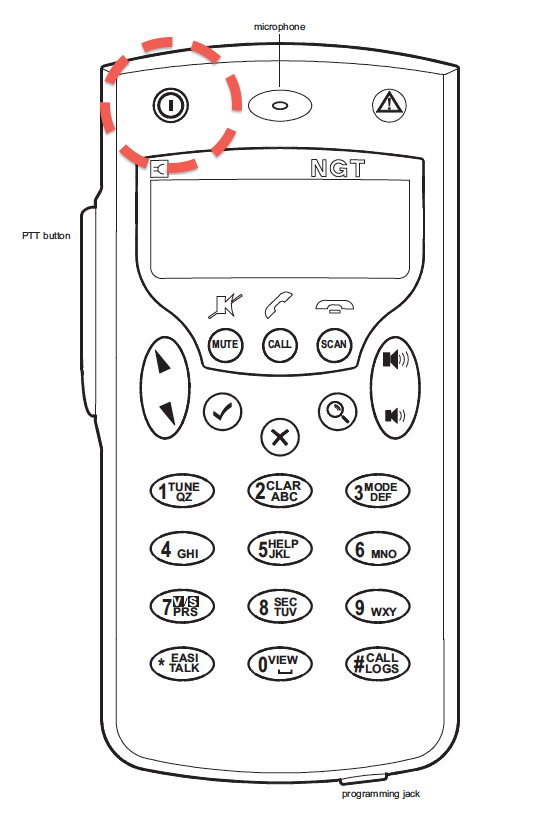 microphone
NGT
PTT button
MUTE CALL SCAN
1 TUNE QZ
2 CLAR ABC
3 MODE DEF
4 GHI
5 HELP JKL
6 MNO
7 V/S PRS
8 SEC TUV
9 WXY
* EASI TALK
0 VIEW
# CALL LOGS
programming jack